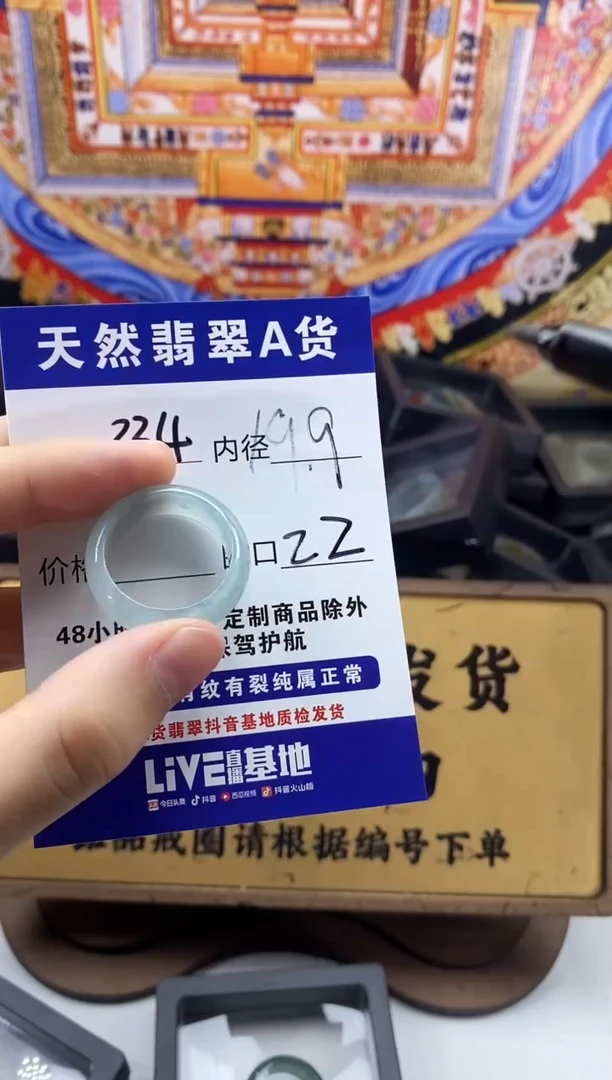 天然翡翠A货
234 内径 19.9
价格 口 22
48小 定制商品除外
驾护航
纹有裂纯属正常
货翡翠抖音基地质检发货
LIVE直播基地
今日头条 抖音 西瓜视频 抖音火山版
发货
戒圈请根据编号下单